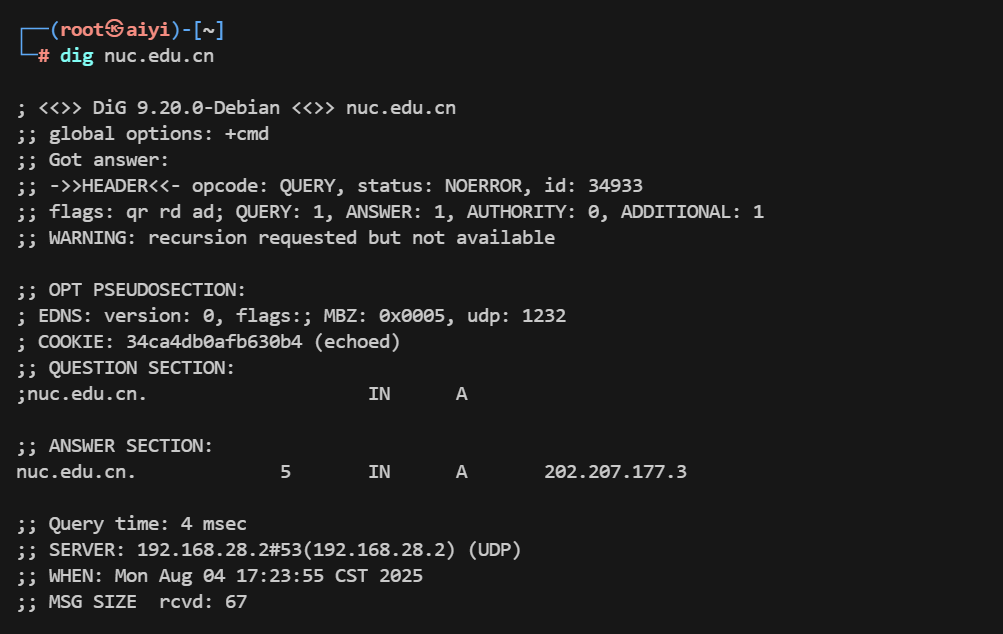 ┌──(root㉿aiyi)-[~]
└─# dig nuc.edu.cn

; <<>> DiG 9.20.0-Debian <<>> nuc.edu.cn
;; global options: +cmd
;; Got answer:
;; ->>HEADER<<- opcode: QUERY, status: NOERROR, id: 34933
;; flags: qr rd ad; QUERY: 1, ANSWER: 1, AUTHORITY: 0, ADDITIONAL: 1
;; WARNING: recursion requested but not available

;; OPT PSEUDOSECTION:
; EDNS: version: 0, flags:; MBZ: 0x0005, udp: 1232
; COOKIE: 34ca4db0afb630b4 (echoed)
;; QUESTION SECTION:
;nuc.edu.cn.			IN	A

;; ANSWER SECTION:
nuc.edu.cn.		5	IN	A	202.207.177.3

;; Query time: 4 msec
;; SERVER: 192.168.28.2#53(192.168.28.2) (UDP)
;; WHEN: Mon Aug 04 17:23:55 CST 2025
;; MSG SIZE  rcvd: 67